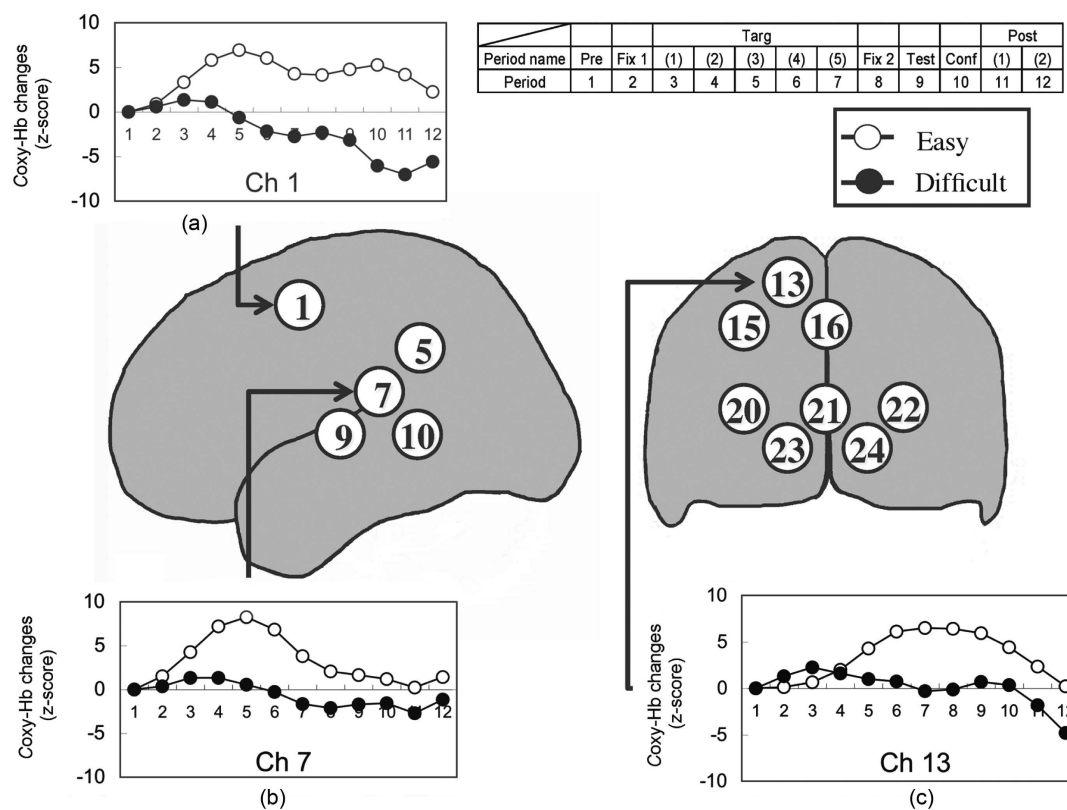 10
5
0
-5
-10
Coxy-Hb changes
(z-score)
1 2 3 4 5 6 7 8 9 10 11 12
Ch 1
(a)
Targ Post
Period name Pre Fix 1 (1) (2) (3) (4) (5) Fix 2 Test Conf (1) (2)
Period 1 2 3 4 5 6 7 8 9 10 11 12
Easy
Difficult
1
5
7
9
10
13
15
16
20
21
22
23
24
10
5
0
-5
-10
Coxy-Hb changes
(z-score)
1 2 3 4 5 6 7 8 9 10 11 12
Ch 7
(b)
10
5
0
-5
-10
Coxy-Hb changes
(z-score)
1 2 3 4 5 6 7 8 9 10 11 12
Ch 13
(c)